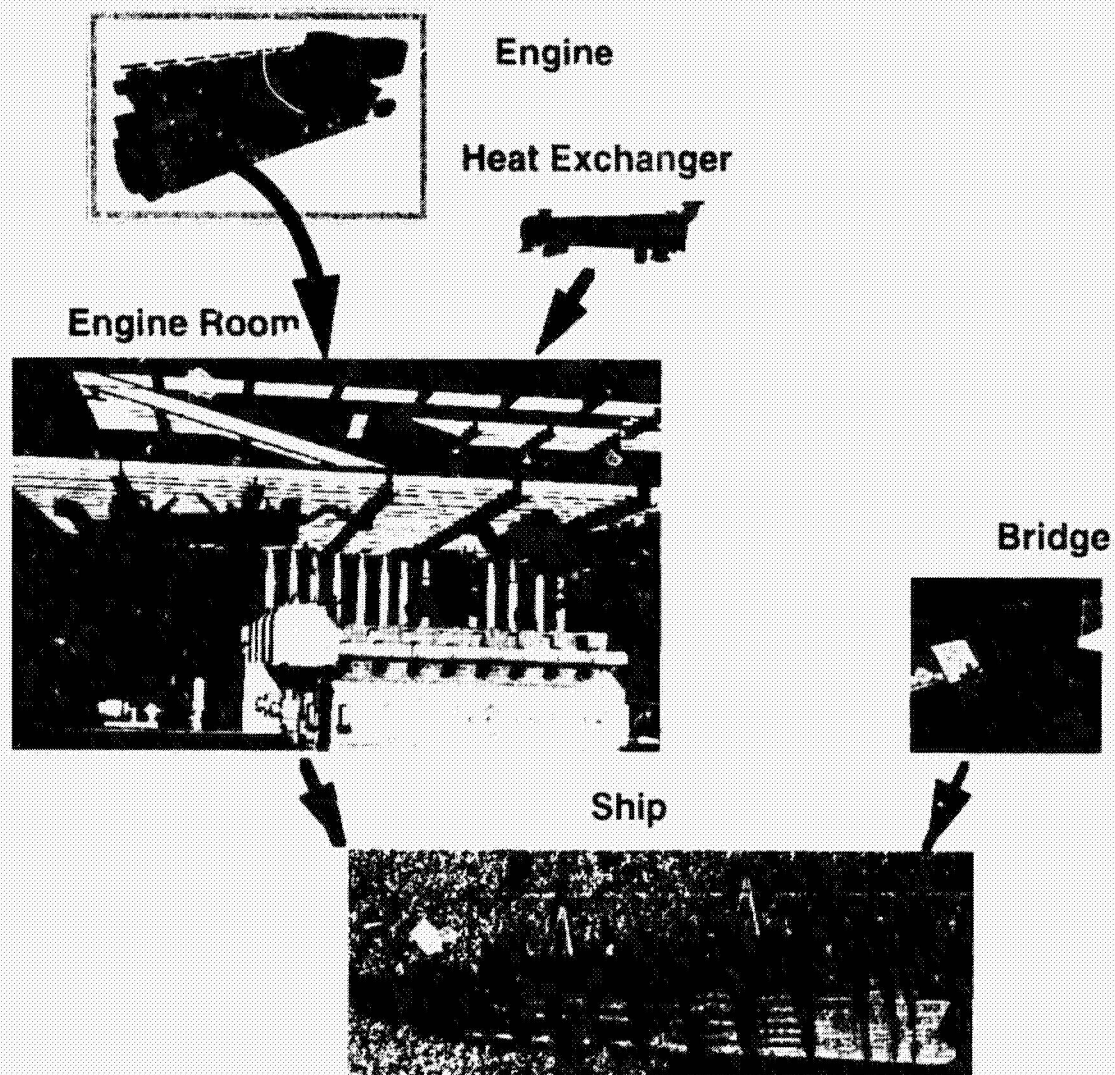 Engine
Heat Exchanger
Engine Room
Bridge
Ship